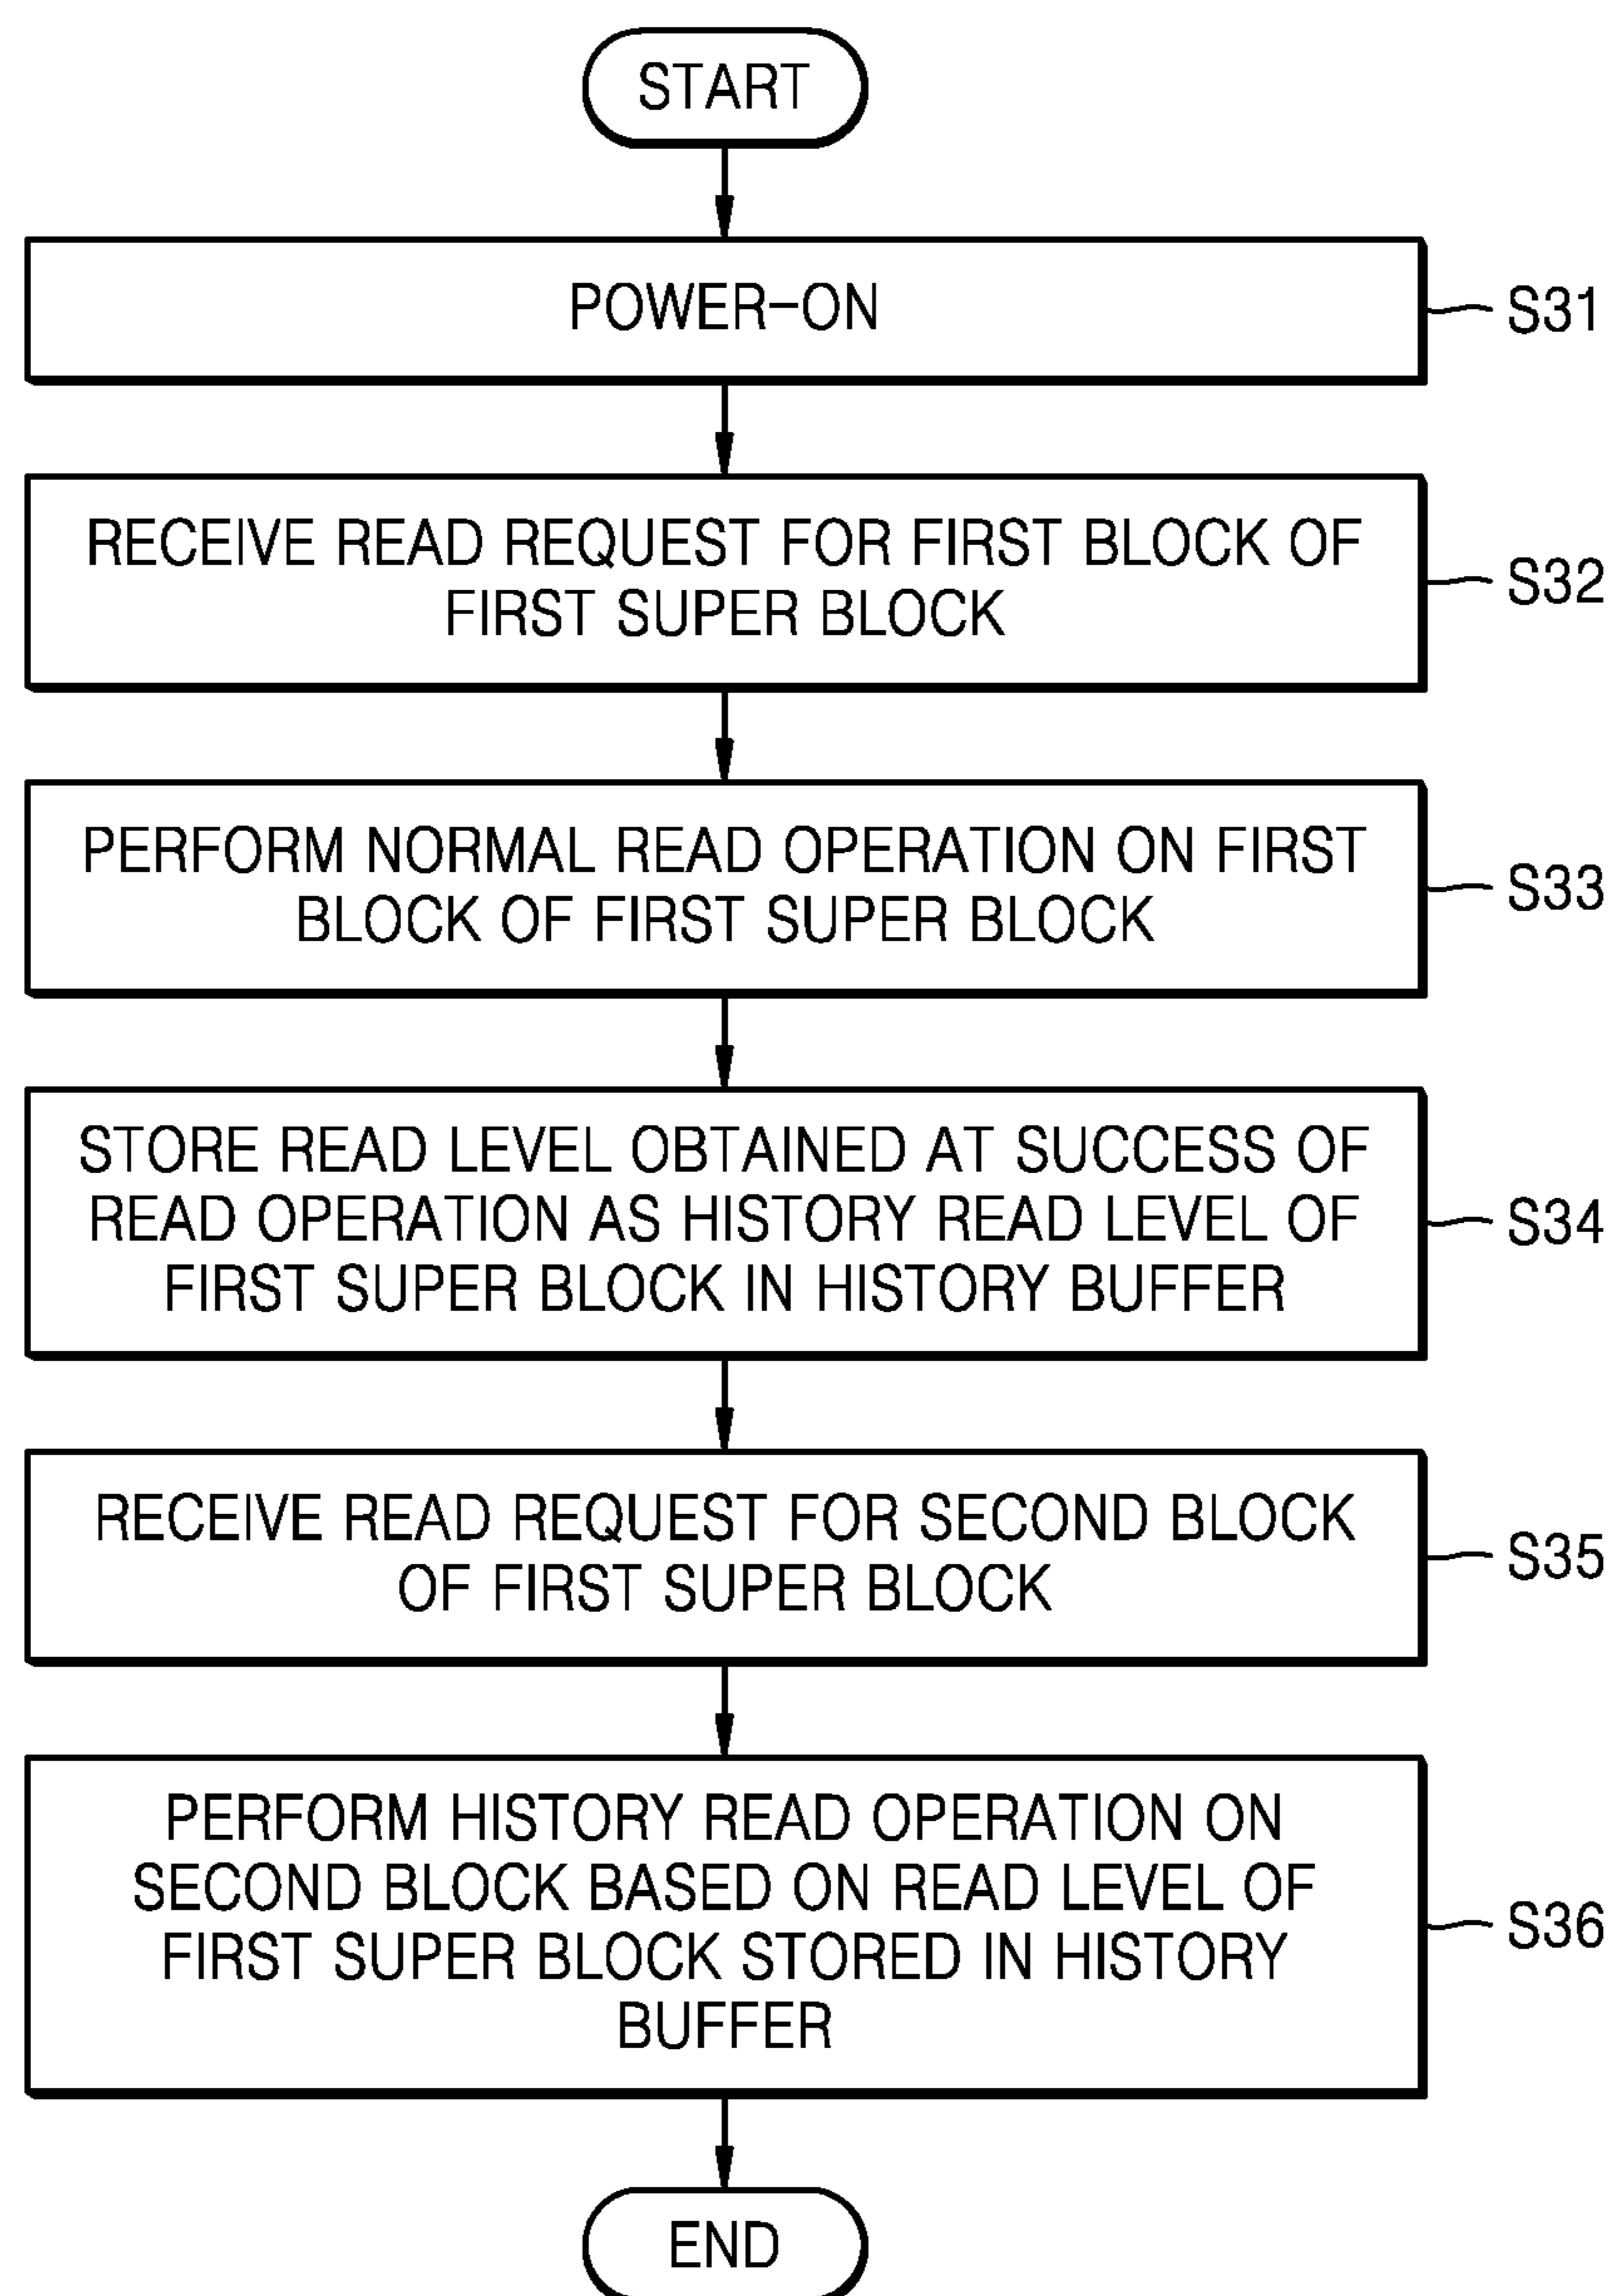 START
POWER-ON
S31
RECEIVE READ REQUEST FOR FIRST BLOCK OF
FIRST SUPER BLOCK
S32
PERFORM NORMAL READ OPERATION ON FIRST
BLOCK OF FIRST SUPER BLOCK
S33
STORE READ LEVEL OBTAINED AT SUCCESS OF
READ OPERATION AS HISTORY READ LEVEL OF
FIRST SUPER BLOCK IN HISTORY BUFFER
S34
RECEIVE READ REQUEST FOR SECOND BLOCK
OF FIRST SUPER BLOCK
S35
PERFORM HISTORY READ OPERATION ON
SECOND BLOCK BASED ON READ LEVEL OF
FIRST SUPER BLOCK STORED IN HISTORY
BUFFER
S36
END